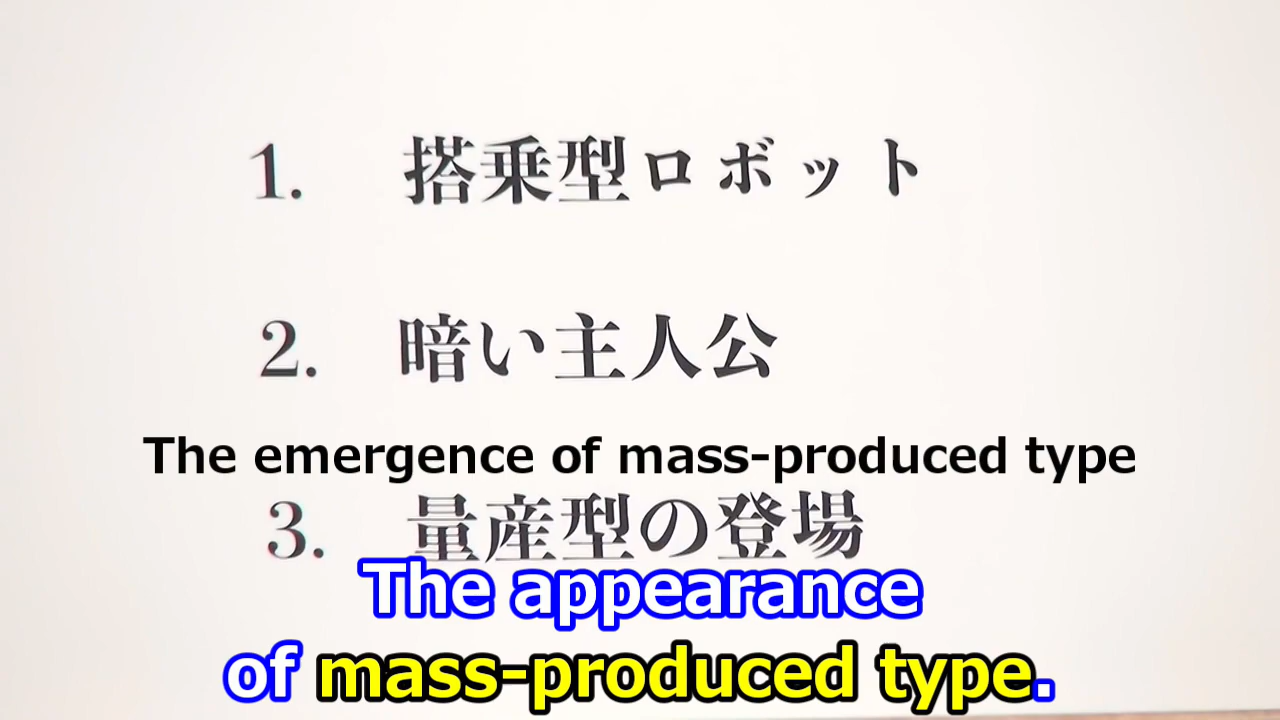 1. 搭乗型ロボット
2. 暗い主人公
The emergence of mass-produced type
3. 量産型の登場
The appearance
of mass-produced type.